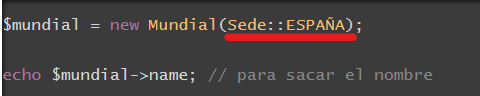 $mundial = new Mundial(Sede::ESPAÑA);
echo $mundial->name; // para sacar el nombre